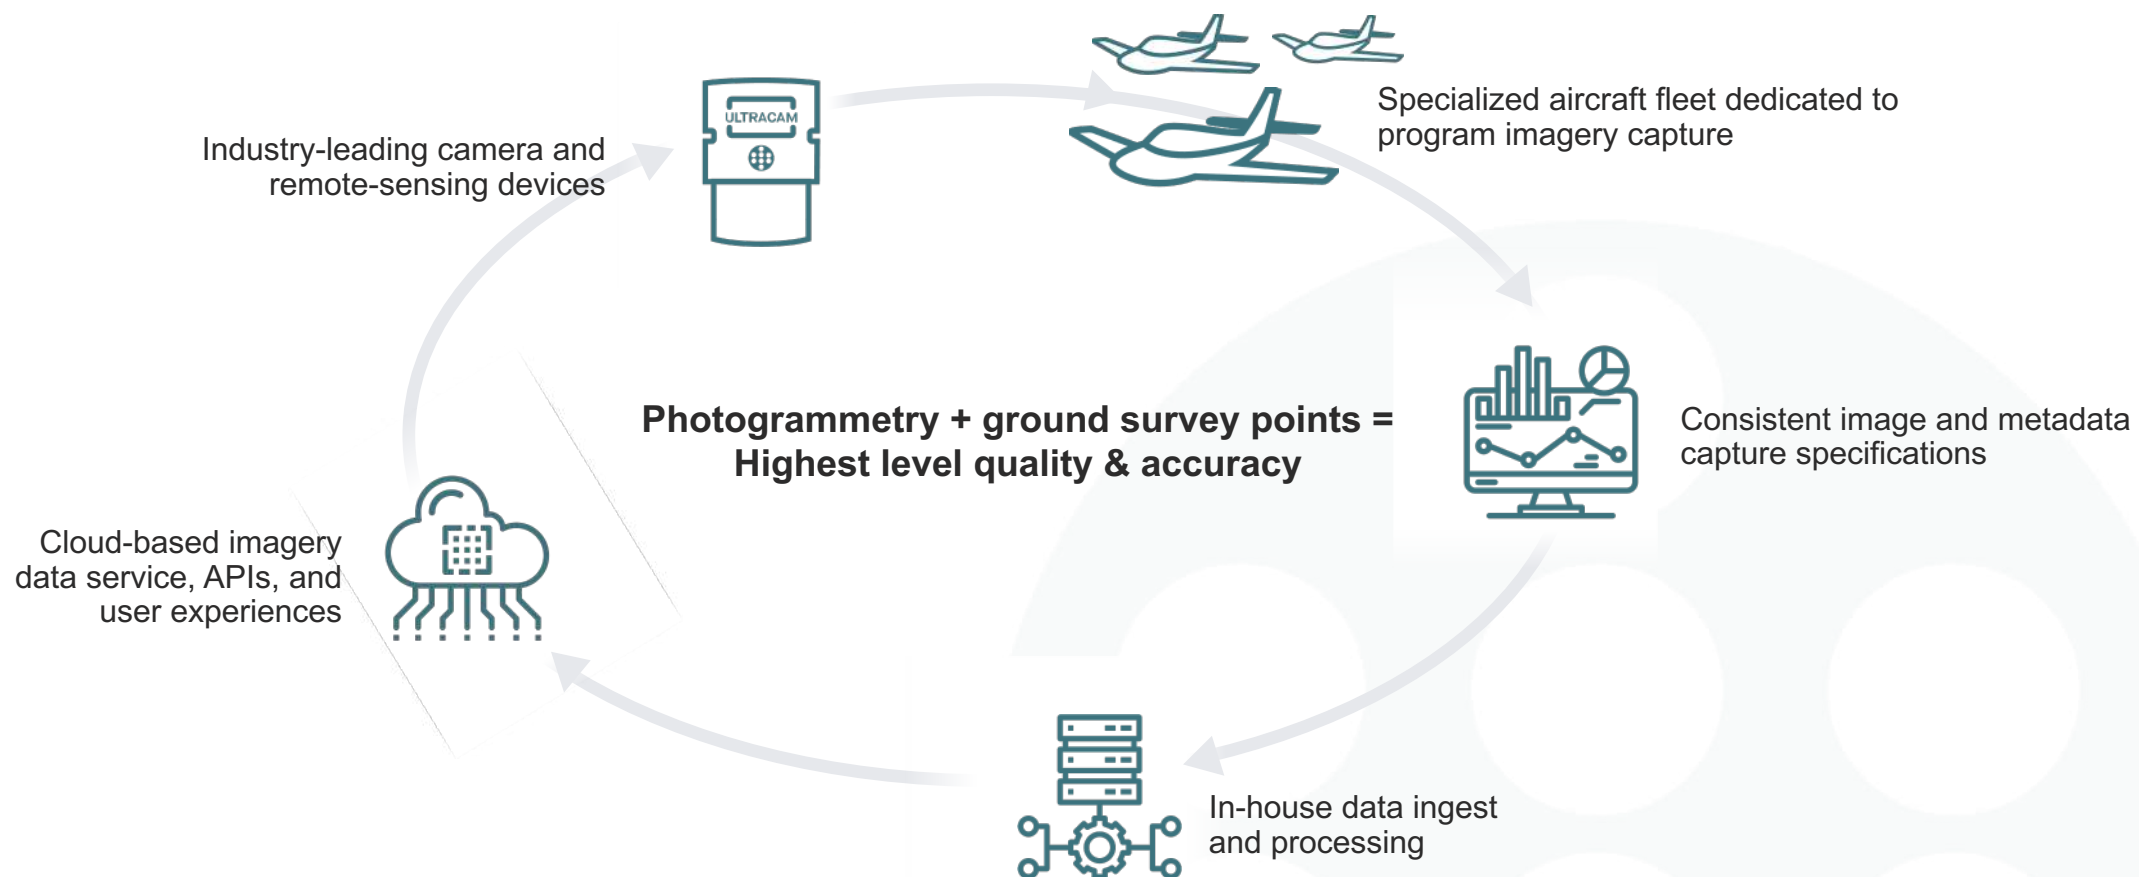 ULTRACAM
Specialized aircraft fleet dedicated to
program imagery capture
Industry-leading camera and
remote-sensing devices
Photogrammetry + ground survey points =
Highest level quality & accuracy
Consistent image and metadata
capture specifications
Cloud-based imagery
data service, APIs, and
user experiences
In-house data ingest
and processing